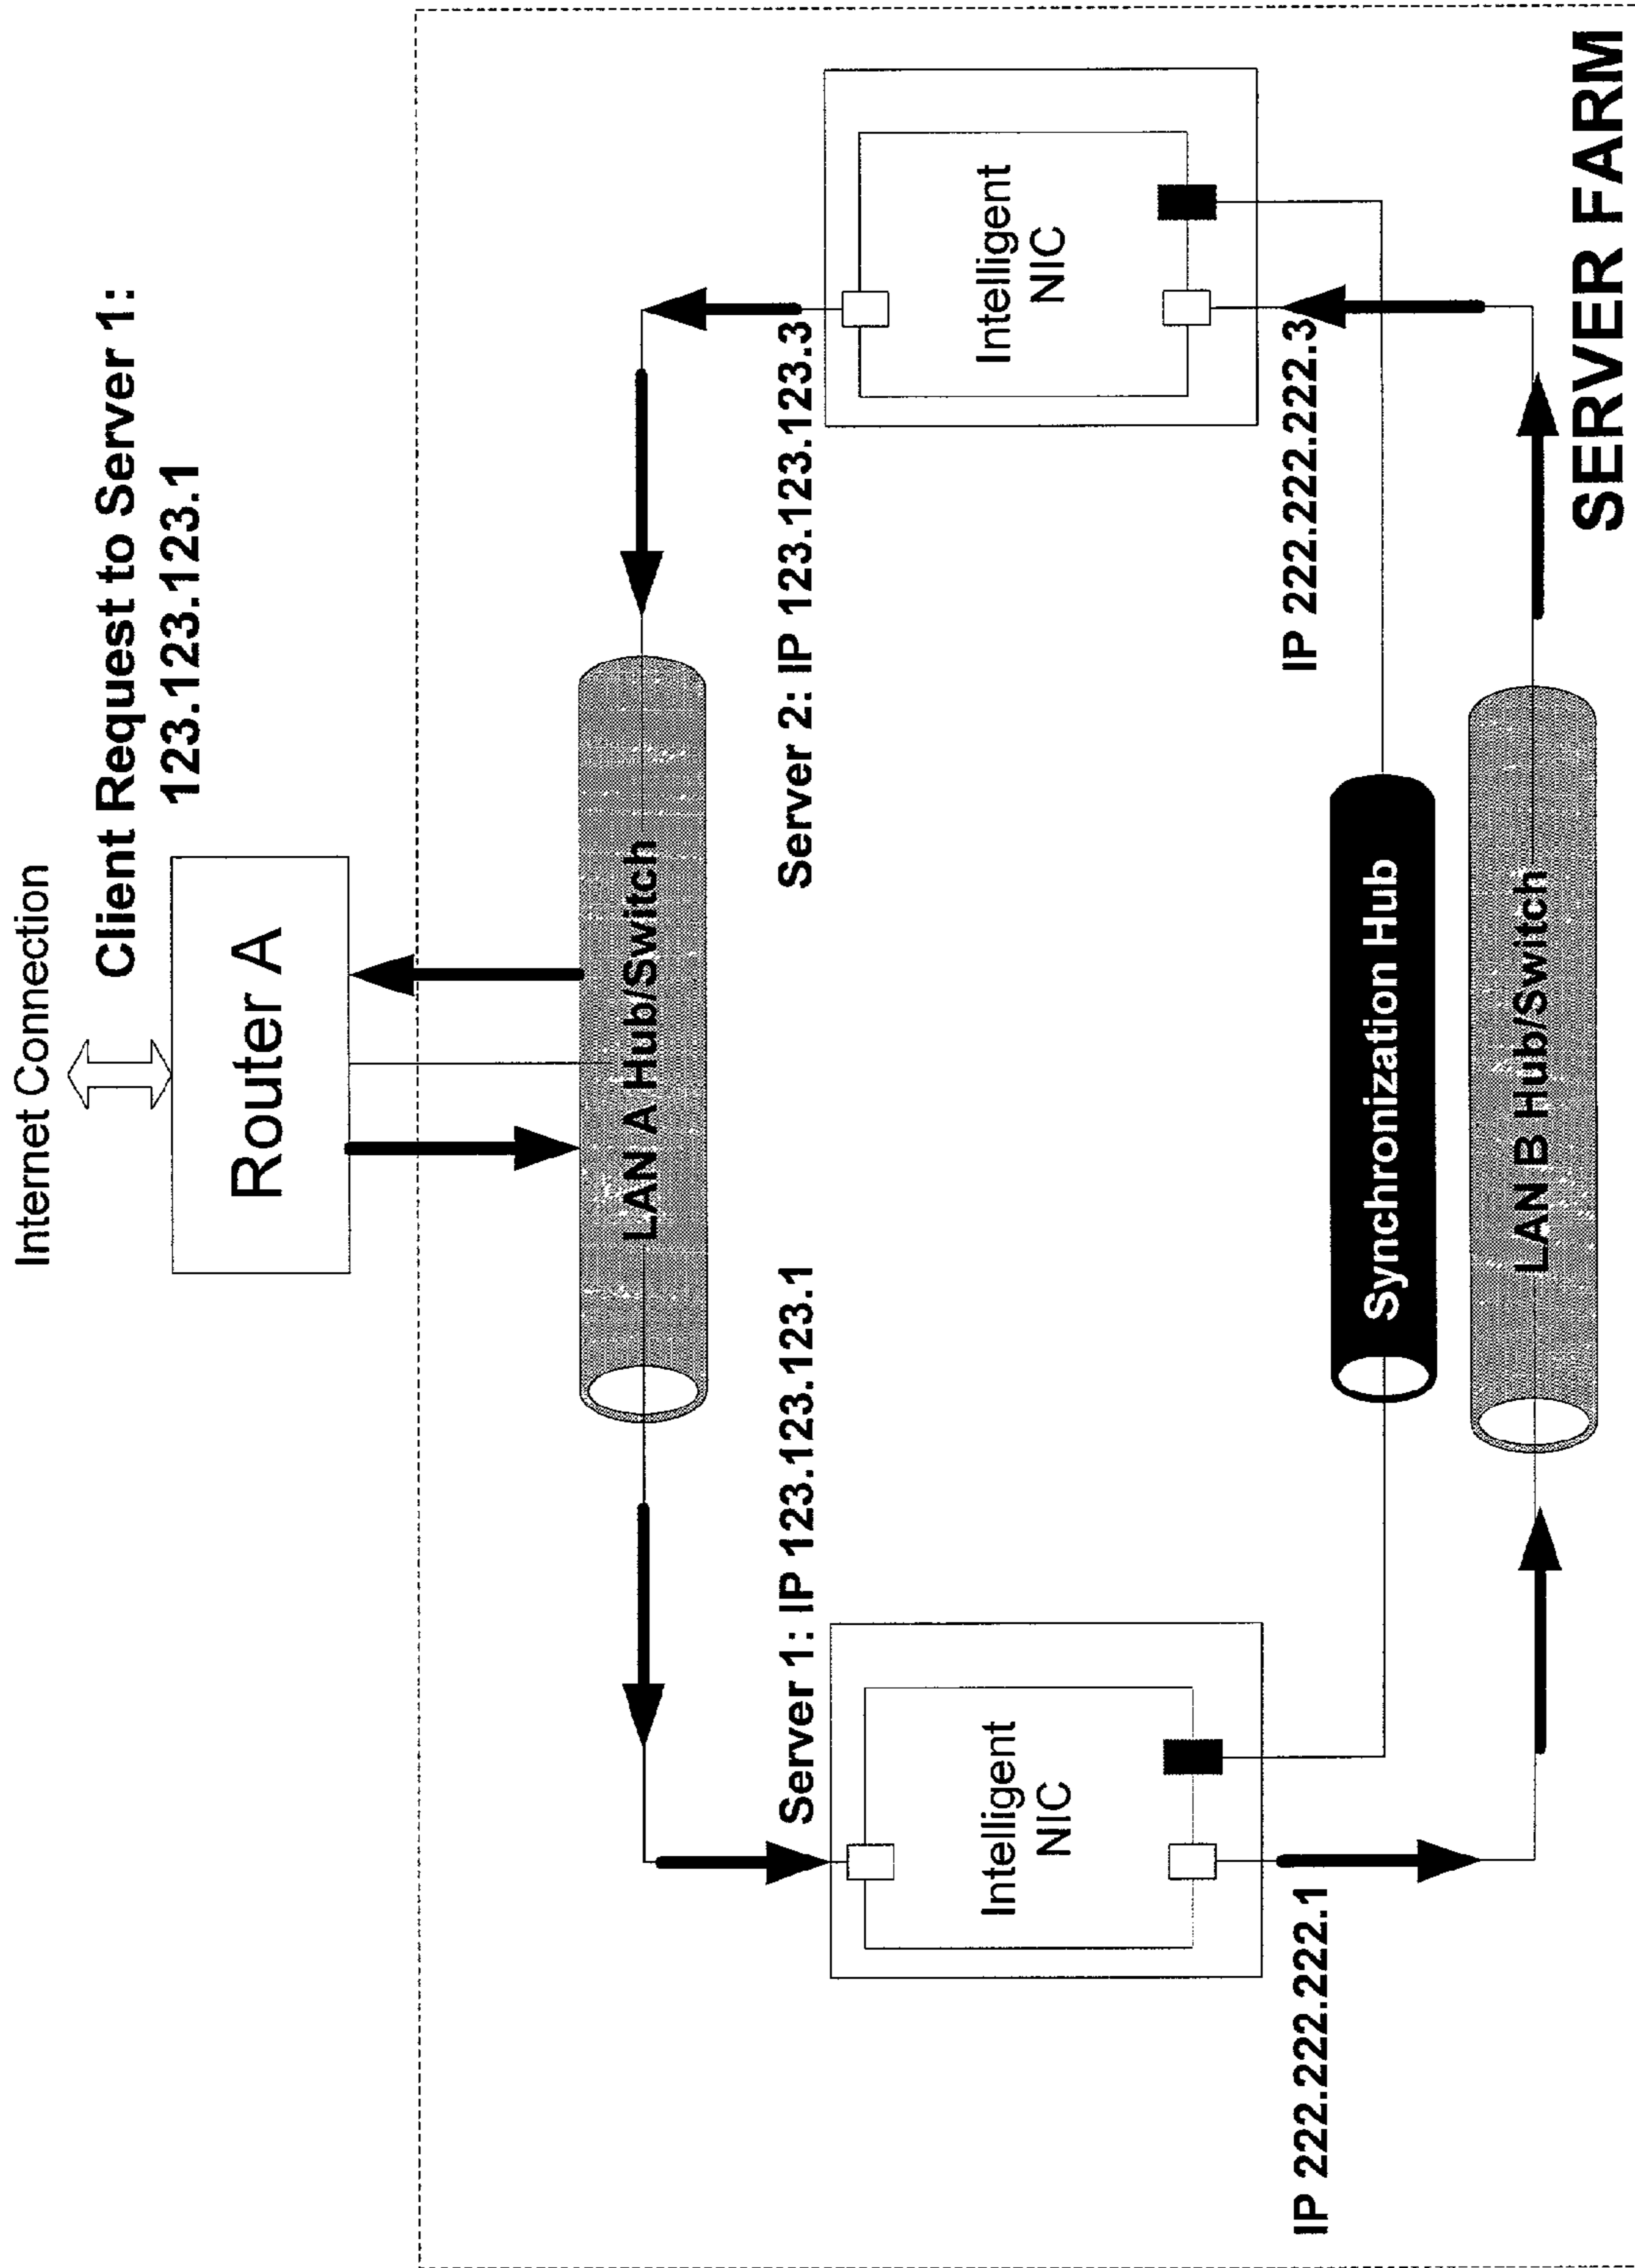 Internet Connection
Client Request to Server 1:
123.123.123.1
Router A
LAN A Hub/Switch
Server 1: IP 123.123.123.1
Server 2: IP 123.123.123.3
Intelligent
NIC
Intelligent
NIC
IP 222.222.222.1
IP 222.222.222.3
Synchronization Hub
LAN B Hub/Switch
SERVER FARM